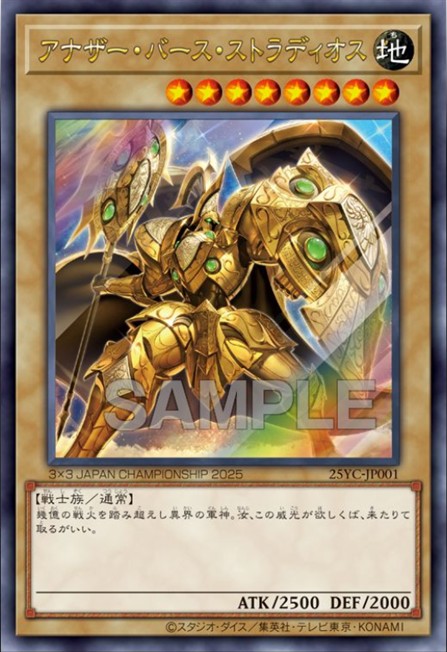 アナザー・バース・ストラディオス 地
SAMPLE
3×3 JAPAN CHAMPIONSHIP 2025 25YC-JP001
【戦士族／通常】
幾億の戦火を踏み超えし異界の軍神。汝、この威光が欲しくば、来たりて
取るがいい。
ATK/2500 DEF/2000
©スタジオ・ダイス／集英社・テレビ東京・KONAMI